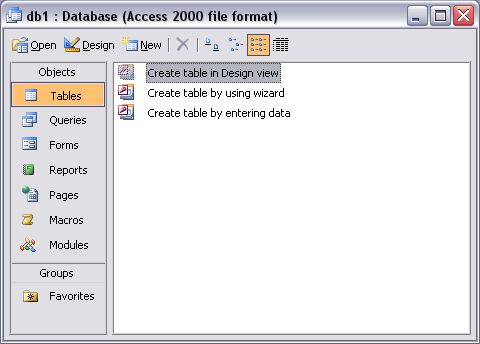 db1 : Database (Access 2000 file format)
Open Design New
Objects
Tables
Queries
Forms
Reports
Pages
Macros
Modules
Groups
Favorites
Create table in Design view
Create table by using wizard
Create table by entering data